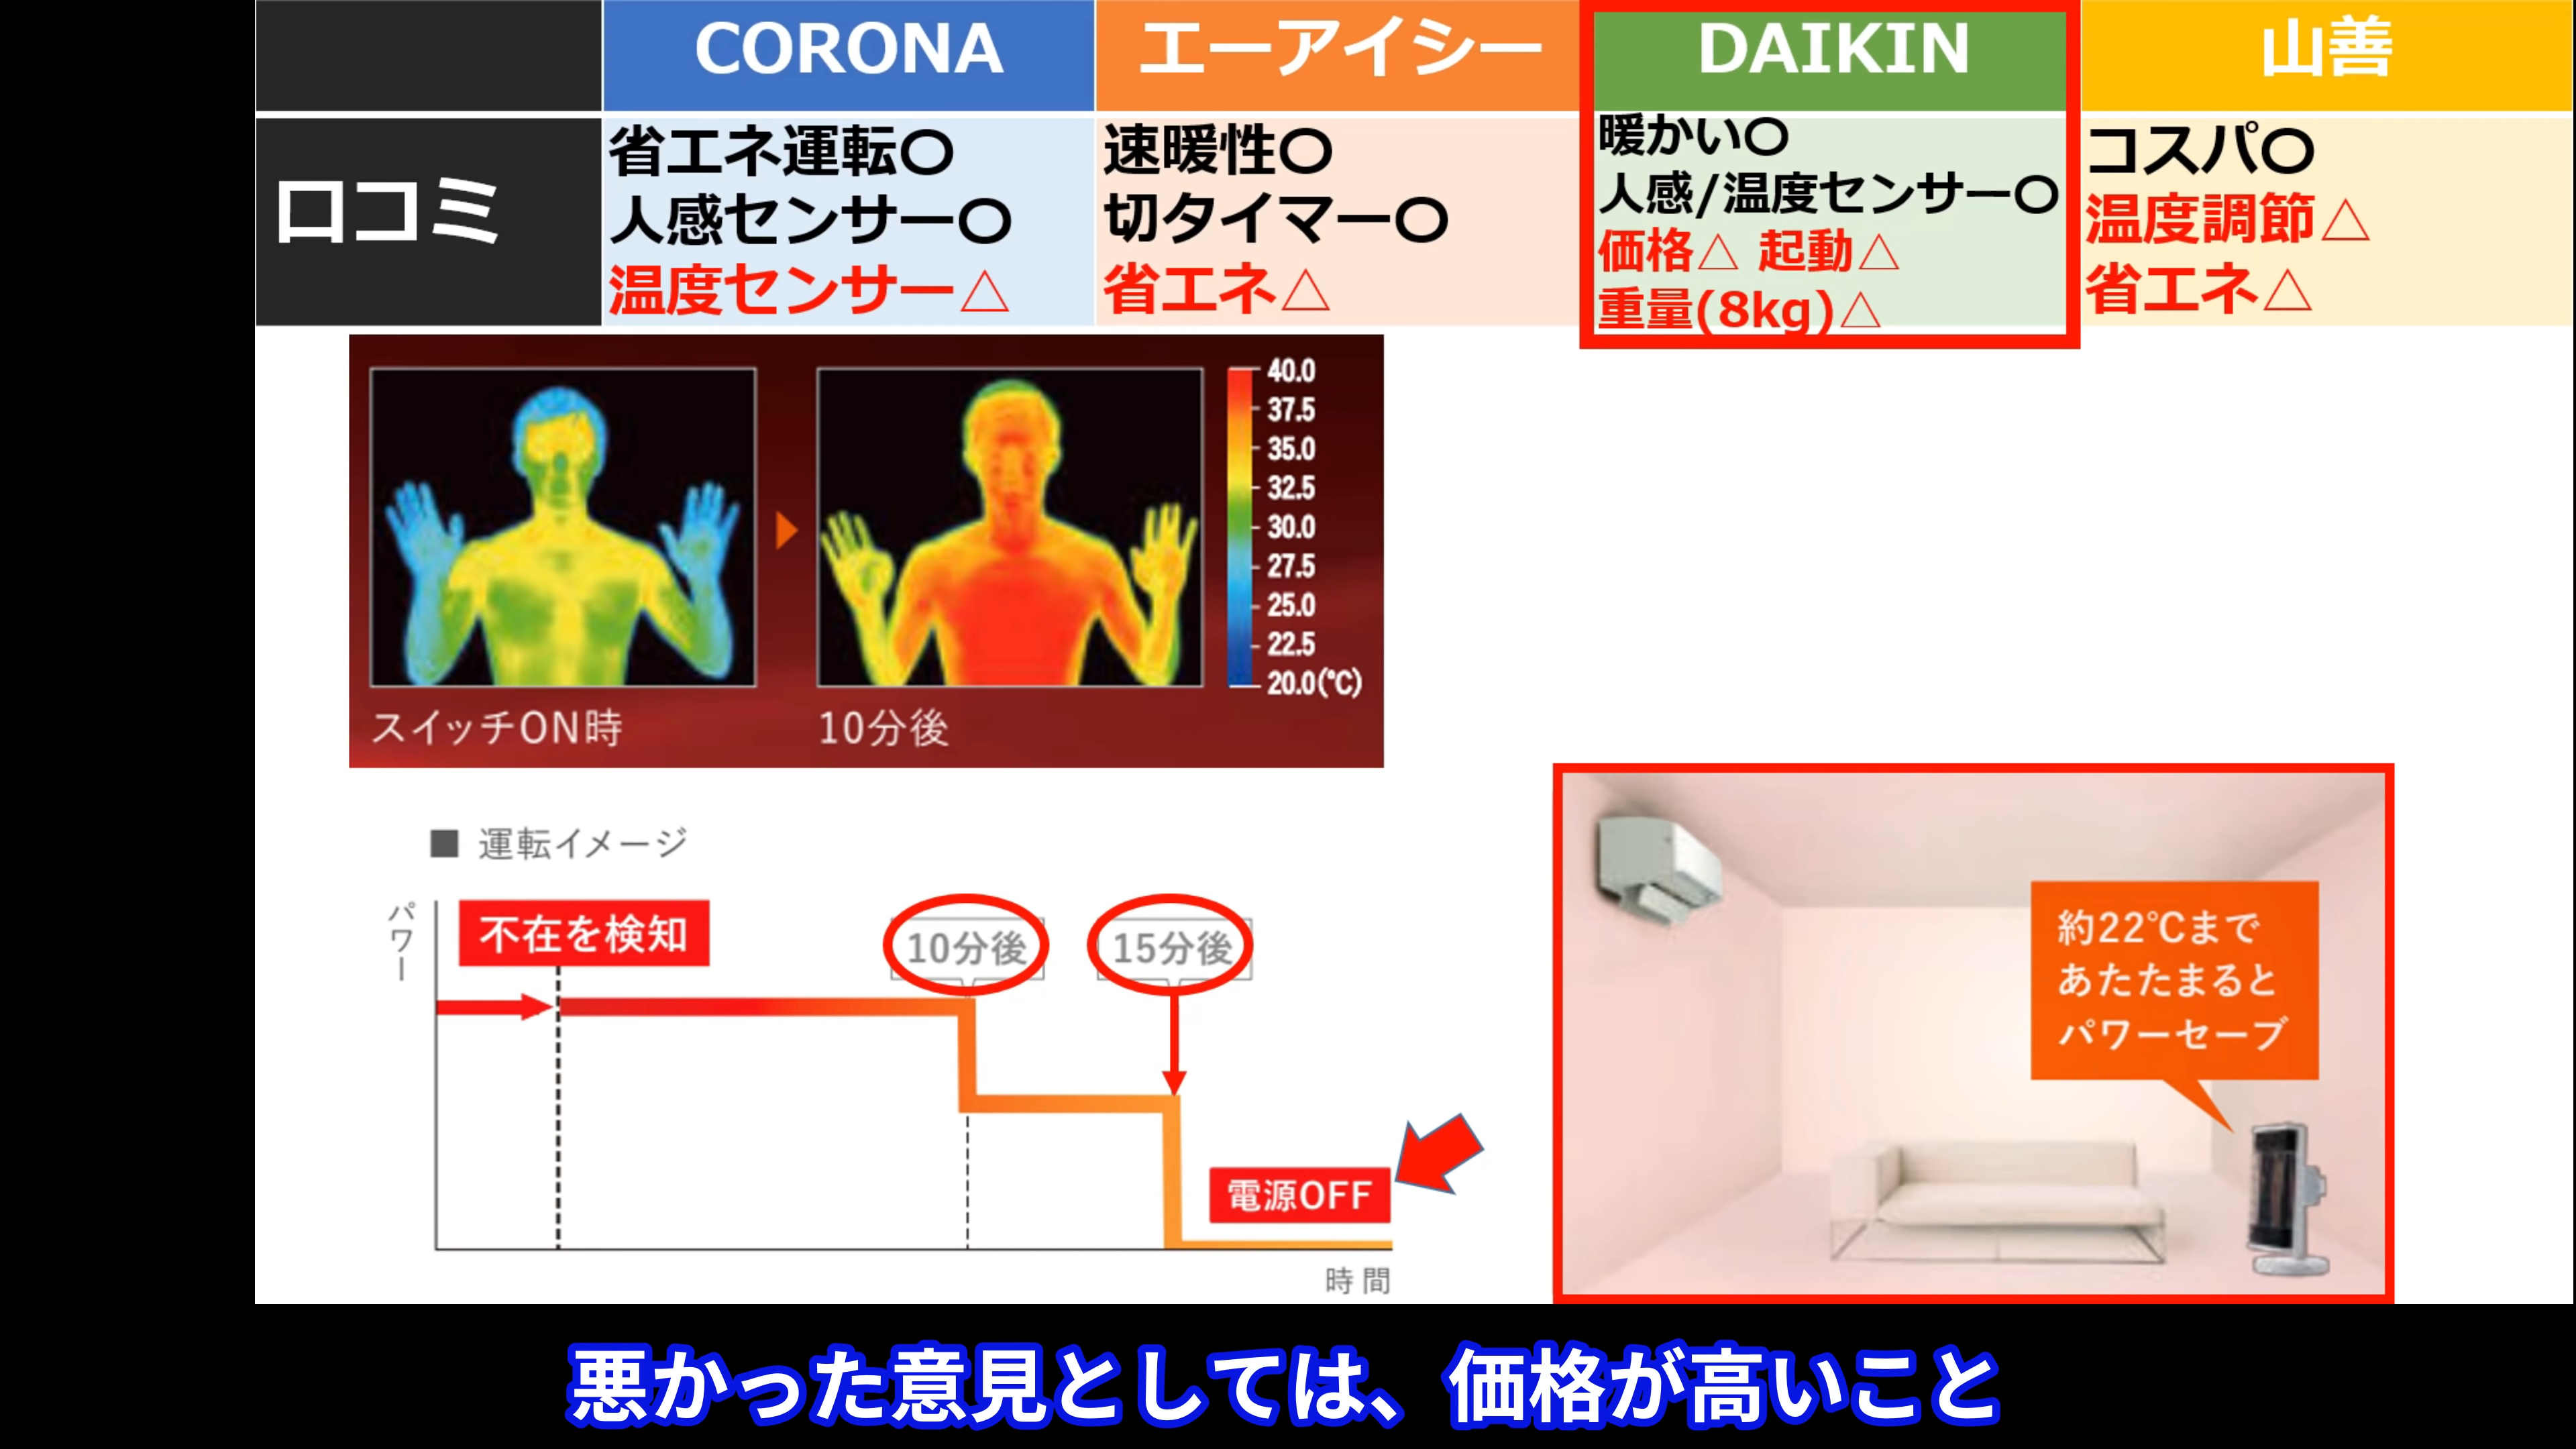 CORONA
エーアイシー
DAIKIN
山善
口コミ
省エネ運転〇
人感センサー〇
温度センサー△
速暖性〇
切タイマー〇
省エネ△
暖かい〇
人感/温度センサー〇
価格△ 起動△
重量(8kg)△
コスパ〇
温度調節△
省エネ△
40.0
37.5
35.0
32.5
30.0
27.5
25.0
22.5
20.0(℃)
スイッチON時
10分後
■ 運転イメージ
パワー
不在を検知
10分後
15分後
電源OFF
時間
約22℃まで
あたたまると
パワーセーブ
悪かった意見としては、価格が高いこと